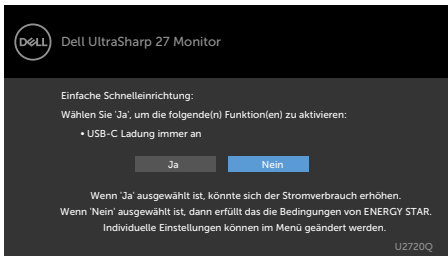 DELL
Dell UltraSharp 27 Monitor
Einfache Schnelleinrichtung:
Wählen Sie 'Ja', um die folgende(n) Funktion(en) zu aktivieren:
• USB-C Ladung immer an
Ja Nein
Wenn 'Ja' ausgewählt ist, könnte sich der Stromverbrauch erhöhen.
Wenn 'Nein' ausgewählt ist, dann erfüllt das die Bedingungen von ENERGY STAR.
Individuelle Einstellungen können im Menü geändert werden.
U2720Q